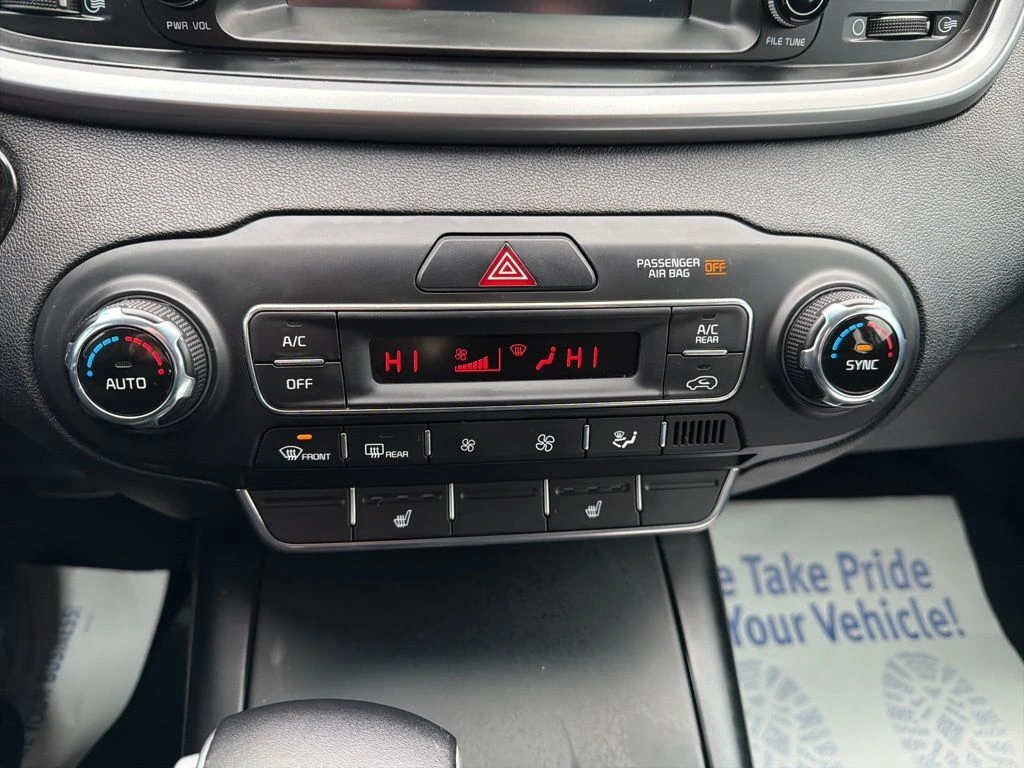 PWR VOL
FILE TUNE
PASSENGER
AIR BAG OFF
A/C
OFF
HI
HI
A/C
REAR
AUTO
SYNC
FRONT
REAR
e Take Pride
Your Vehicle!
BUSINESS!